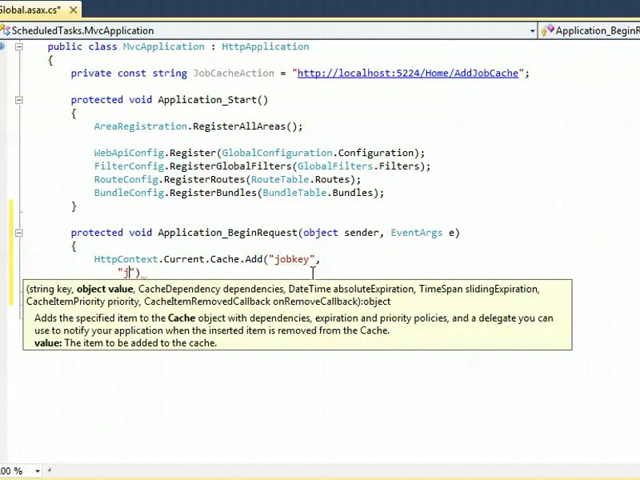 Global.asax.cs*
ScheduledTasks.MvcApplication
Application_BeginR
public class MvcApplication : HttpApplication
{
private const string JobCacheAction = "http://localhost:5224/Home/AddJobCache";
protected void Application_Start()
{
AreaRegistration.RegisterAllAreas();
WebApiConfig.Register(GlobalConfiguration.Configuration);
FilterConfig.RegisterGlobalFilters(GlobalFilters.Filters);
RouteConfig.RegisterRoutes(RouteTable.Routes);
BundleConfig.RegisterBundles(BundleTable.Bundles);
}
protected void Application_BeginRequest(object sender, EventArgs e)
{
HttpContext.Current.Cache.Add("jobkey",
"j")
(string key, object value, CacheDependency dependencies, DateTime absoluteExpiration, TimeSpan slidingExpiration,
CacheItemPriority priority, CacheItemRemovedCallback onRemoveCallback):object
Adds the specified item to the Cache object with dependencies, expiration and priority policies, and a delegate you can
use to notify your application when the inserted item is removed from the Cache.
value: The item to be added to the cache.
00 %